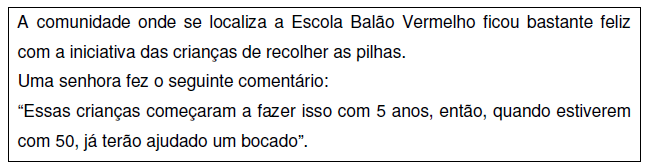 A comunidade onde se localiza a Escola Balão Vermelho ficou bastante feliz
com a iniciativa das crianças de recolher as pilhas.
Uma senhora fez o seguinte comentário:
“Essas crianças começaram a fazer isso com 5 anos, então, quando estiverem
com 50, já terão ajudado um bocado”.